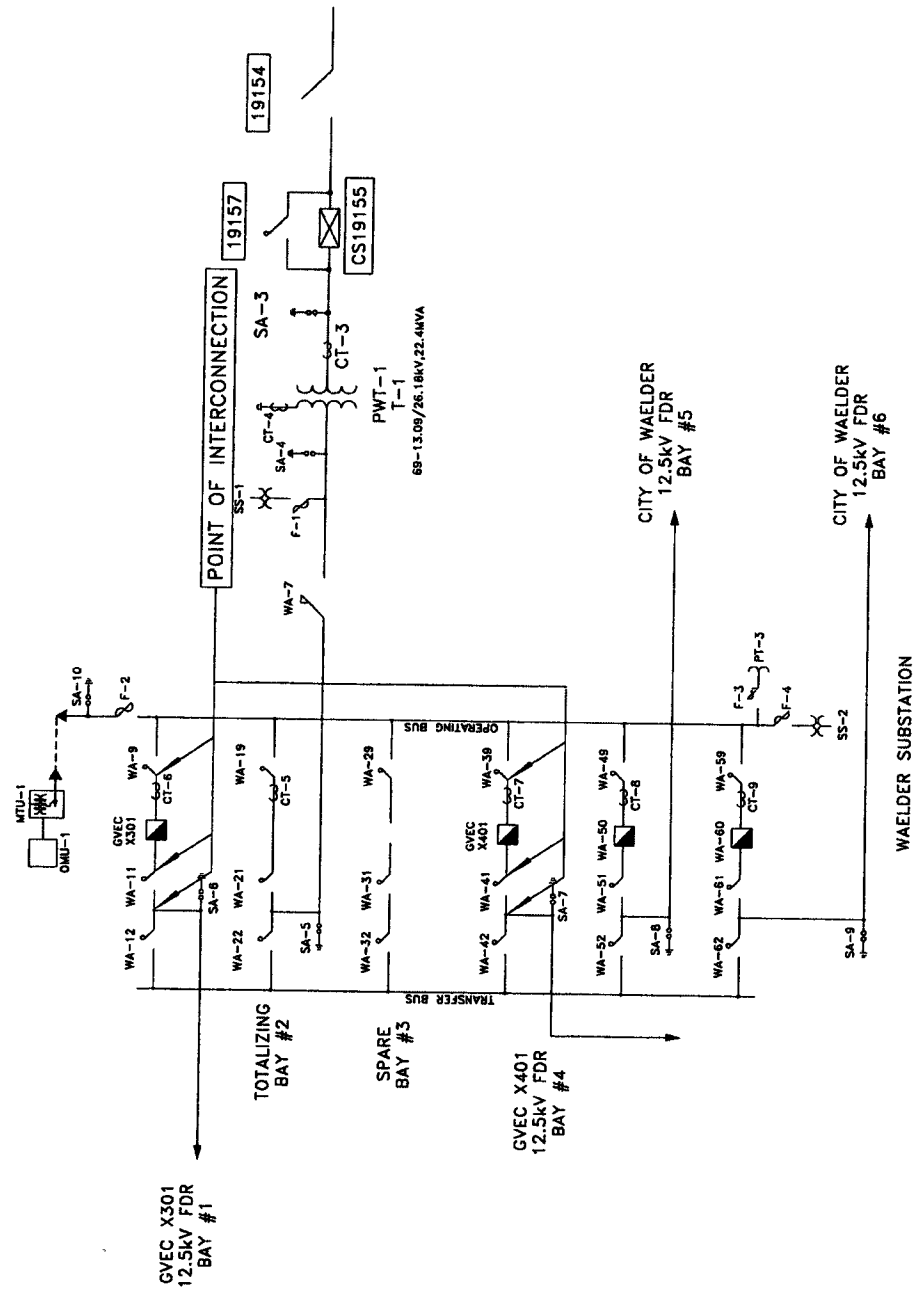 19154
19157
CS19155
POINT OF INTERCONNECTION
SA-3
CT-3
PWT-1
T-1
69-13.09/26.18kV,22.4MVA
CT-4
SA-4
SS-1
F-1
WA-7
SA-10
F-2
MTU-1
OMU-1
OPERATING BUS
TRANSFER BUS
WA-9
CT-6
GVEC
X301
WA-11
WA-12
SA-6
GVEC X301
12.5kV FDR
BAY #1
WA-19
CT-5
WA-21
WA-22
SA-5
TOTALIZING
BAY #2
WA-29
WA-31
WA-32
SPARE
BAY #3
WA-39
CT-7
GVEC
X401
WA-41
WA-42
SA-7
GVEC X401
12.5kV FDR
BAY #4
WA-49
CT-8
WA-50
WA-51
WA-52
SA-8
CITY OF WAELDER
12.5kV FDR
BAY #5
WA-59
CT-9
WA-60
WA-61
WA-62
SA-9
CITY OF WAELDER
12.5kV FDR
BAY #6
F-3
PT-3
F-4
SS-2
WAELDER SUBSTATION